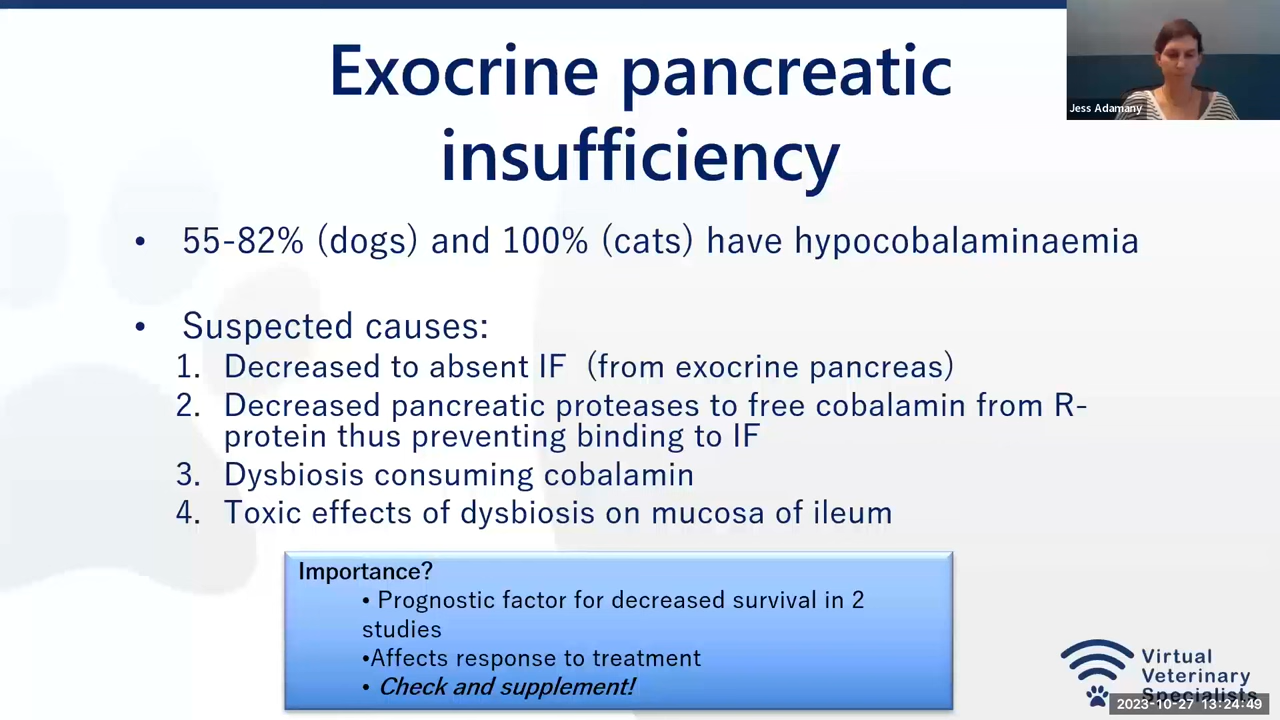 Exocrine pancreatic
insufficiency
Jess Adamany
• 55-82% (dogs) and 100% (cats) have hypocobalaminaemia
• Suspected causes:
1. Decreased to absent IF (from exocrine pancreas)
2. Decreased pancreatic proteases to free cobalamin from R-
protein thus preventing binding to IF
3. Dysbiosis consuming cobalamin
4. Toxic effects of dysbiosis on mucosa of ileum
Importance?
• Prognostic factor for decreased survival in 2
studies
•Affects response to treatment
• Check and supplement!
Virtual
Veterinary
Specialists
2023-10-27 13:24:49